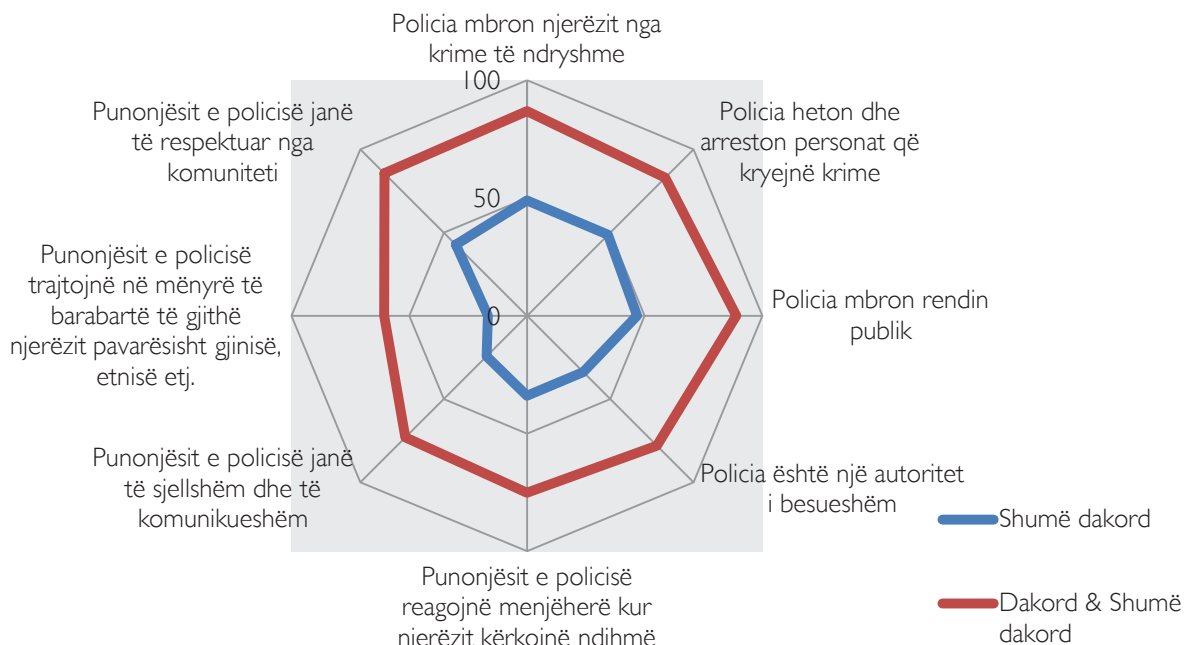 Policia mbron njerëzit nga
krime të ndryshme
100
50
0
Policia heton dhe
arreston personat që
kryejnë krime
Policia mbron rendin
publik
Policia është një autoritet
i besueshëm
Punonjësit e policisë
reagojnë menjëherë kur
njerëzit kërkojnë ndihmë
Punonjësit e policisë janë
të sjellshëm dhe të
komunikueshëm
Punonjësit e policisë
trajtojnë në mënyrë të
barabartë të gjithë
njerëzit pavarësisht gjinisë,
etnisë etj.
Punonjësit e policisë janë
të respektuar nga
komuniteti
Shumë dakord
Dakord & Shumë
dakord